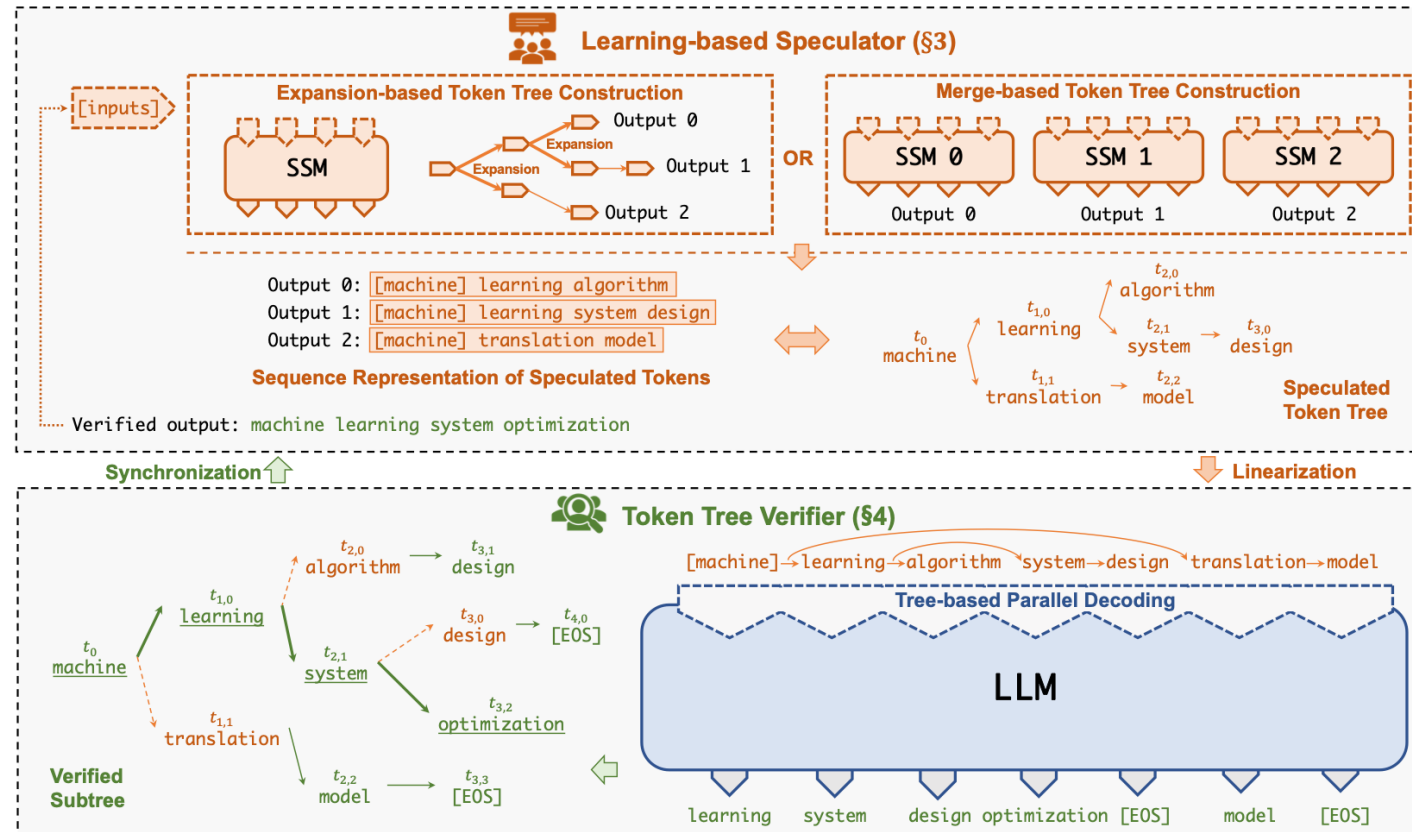 Learning-based Speculator (§3)
[inputs]
Expansion-based Token Tree Construction
SSM
Expansion
Expansion
Output 0
Output 1
Output 2
OR
Merge-based Token Tree Construction
SSM 0
SSM 1
SSM 2
Output 0
Output 1
Output 2
Output 0: [machine] learning algorithm
Output 1: [machine] learning system design
Output 2: [machine] translation model
Sequence Representation of Speculated Tokens
t0
machine
t1,0
learning
t2,0
algorithm
t2,1
system
t3,0
design
t1,1
translation
t2,2
model
Speculated
Token Tree
Verified output: machine learning system optimization
Synchronization
Linearization
Token Tree Verifier (§4)
t0
machine
t1,0
learning
t2,0
algorithm
t3,1
design
t2,1
system
t3,0
design
t4,0
[EOS]
t3,2
optimization
t1,1
translation
t2,2
model
t3,3
[EOS]
Verified
Subtree
[machine] learning algorithm system design translation model
Tree-based Parallel Decoding
LLM
learning system design optimization [EOS] model [EOS]